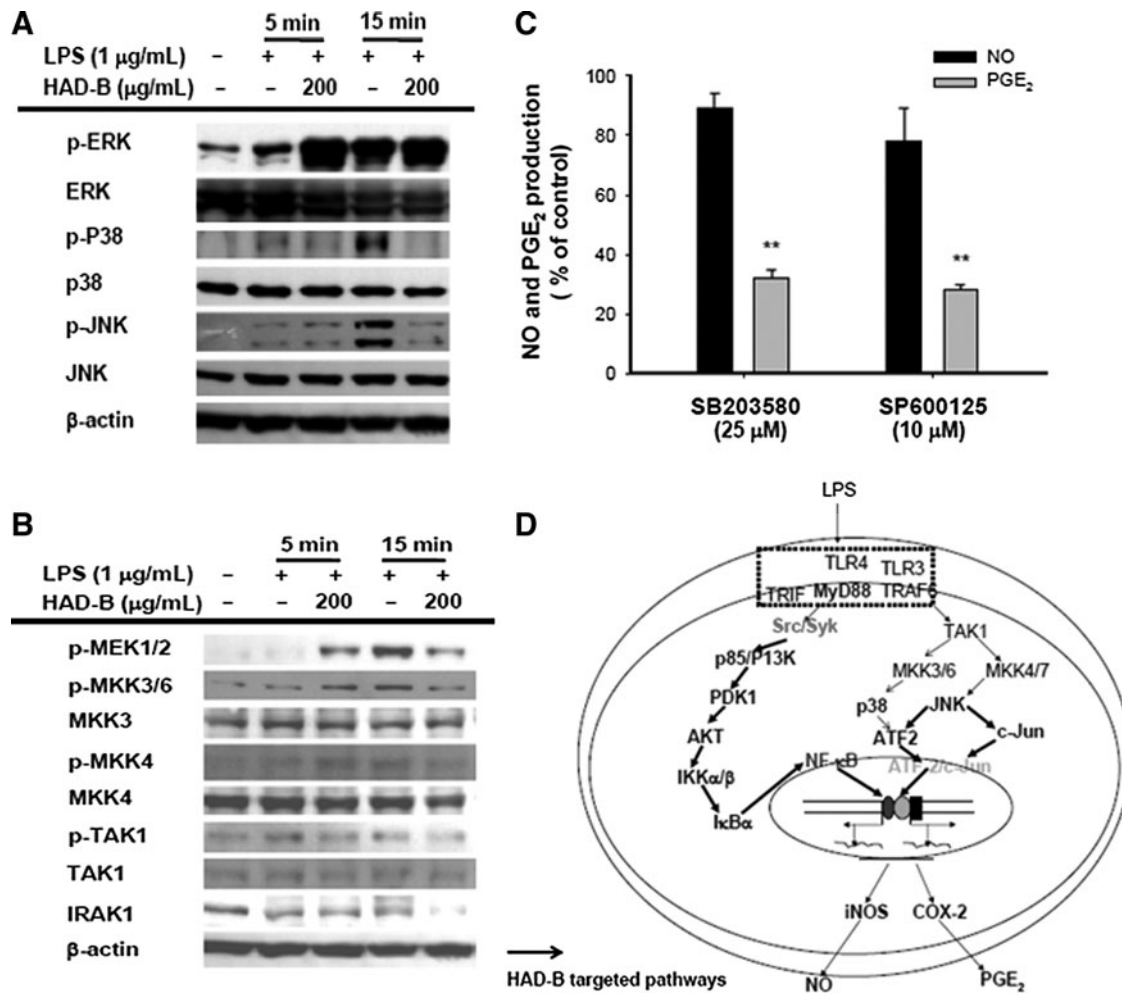 A
5 min 15 min
LPS (1 μg/mL) – + + + +
HAD-B (μg/mL) – – 200 – 200
p-ERK
ERK
p-P38
p38
p-JNK
JNK
β-actin
B
5 min 15 min
LPS (1 μg/mL) – + + + +
HAD-B (μg/mL) – – 200 – 200
p-MEK1/2
p-MKK3/6
MKK3
p-MKK4
MKK4
p-TAK1
TAK1
IRAK1
β-actin
C
NO
PGE2
NO and PGE2 production
( % of control)
100
80
60
40
20
0
**
**
SB203580
(25 μM)
SP600125
(10 μM)
D
LPS
TLR4
TLR3
TRIF
MyD88
TRAF6
Src/Syk
TAK1
p85/P13K
MKK3/6
MKK4/7
PDK1
p38
JNK
AKT
ATF2
c-Jun
IKKα/β
NF-κB
ATF-2/c-Jun
IκBα
iNOS
COX-2
NO
PGE2
HAD-B targeted pathways